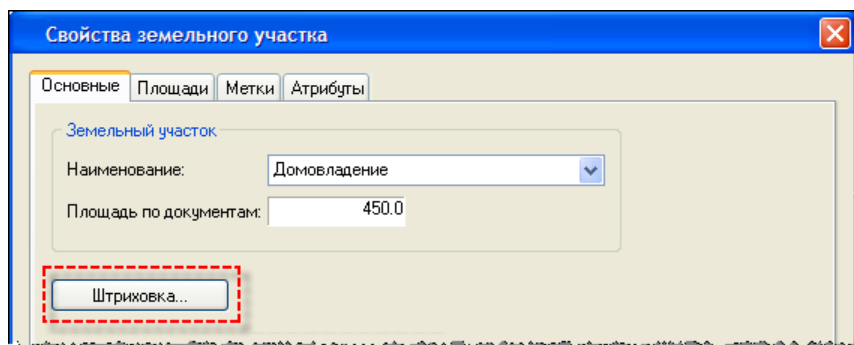 Свойства земельного участка
Основные Площади Метки Атрибуты
Земельный участок
Наименование: Домовладение
Площадь по документам: 450.0
Штриховка...